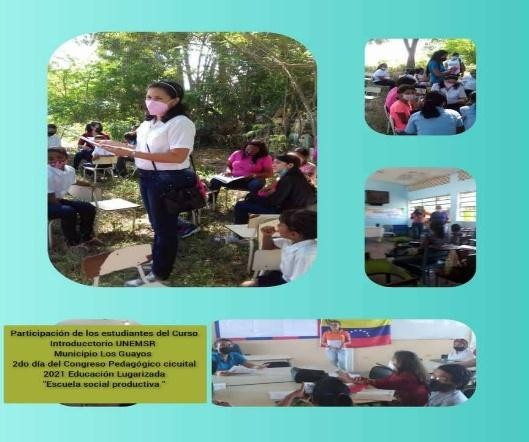 Participación de los estudiantes del Curso
Introducctorio UNEMSR
Municipio Los Guayos
2do día del Congreso Pedagógico cicuital
2021 Educación Lugarizada
"Escuela social productiva "